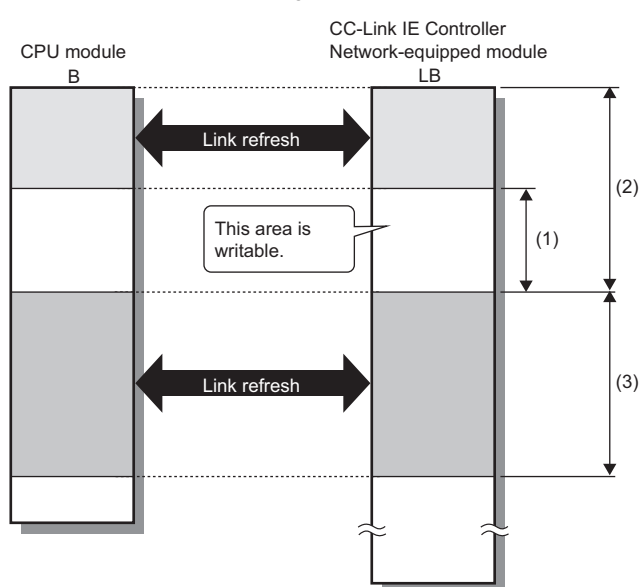 CC-Link IE Controller
Network-equipped module
LB
CPU module
B
Link refresh
(2)
This area is
writable.
(1)
Link refresh
(3)